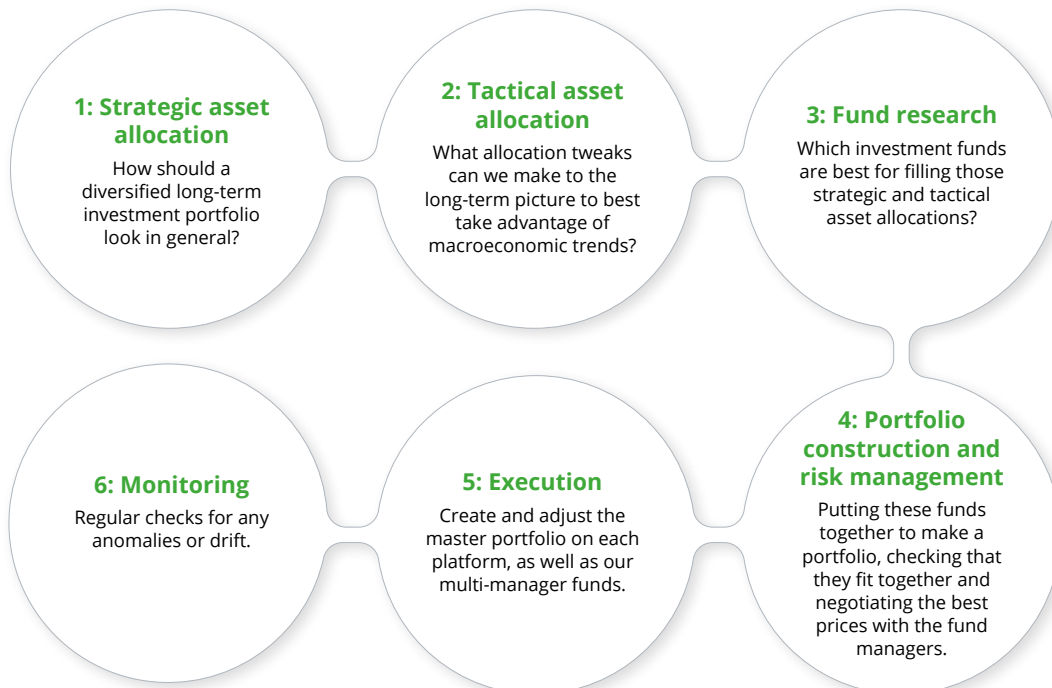 1: Strategic asset
allocation
How should a
diversified long-term
investment portfolio
look in general?
2: Tactical asset
allocation
What allocation tweaks
can we make to the
long-term picture to best
take advantage of
macroeconomic trends?
3: Fund research
Which investment funds
are best for filling those
strategic and tactical
asset allocations?
4: Portfolio
construction and
risk management
Putting these funds
together to make a
portfolio, checking that
they fit together and
negotiating the best
prices with the fund
managers.
5: Execution
Create and adjust the
master portfolio on each
platform, as well as our
multi-manager funds.
6: Monitoring
Regular checks for any
anomalies or drift.